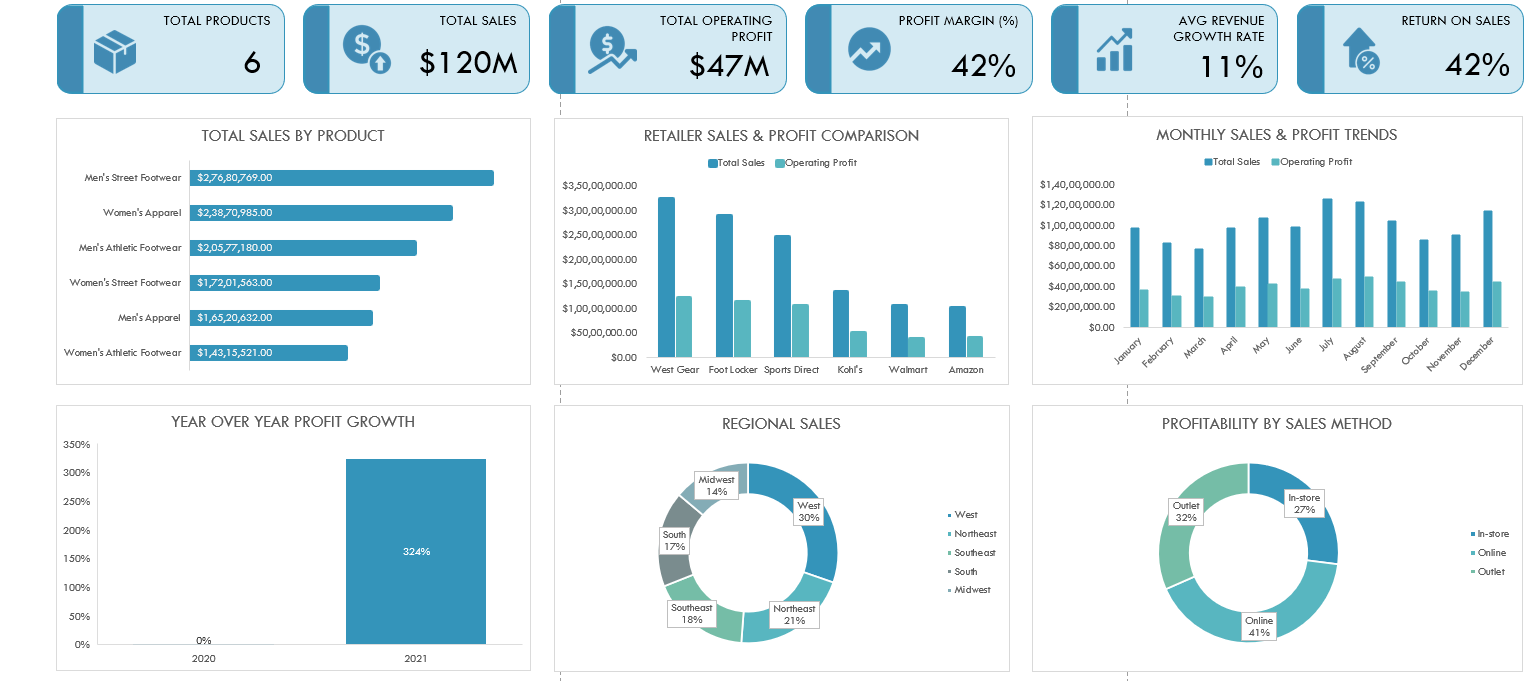 TOTAL PRODUCTS
6
TOTAL SALES
$120M
TOTAL OPERATING
PROFIT
$47M
PROFIT MARGIN (%)
42%
AVG REVENUE
GROWTH RATE
11%
RETURN ON SALES
42%
TOTAL SALES BY PRODUCT
Men's Street Footwear $2,76,80,769.00
Women's Apparel $2,38,70,985.00
Men's Athletic Footwear $2,05,77,180.00
Women's Street Footwear $1,72,01,563.00
Men's Apparel $1,65,20,632.00
Women's Athletic Footwear $1,43,15,521.00
RETAILER SALES & PROFIT COMPARISON
Total Sales Operating Profit
$3,50,00,000.00
$3,00,00,000.00
$2,50,00,000.00
$2,00,00,000.00
$1,50,00,000.00
$1,00,00,000.00
$50,00,000.00
$0.00
West Gear Foot Locker Sports Direct Kohl's Walmart Amazon
MONTHLY SALES & PROFIT TRENDS
Total Sales Operating Profit
$1,40,00,000.00
$1,20,00,000.00
$1,00,00,000.00
$80,00,000.00
$60,00,000.00
$40,00,000.00
$20,00,000.00
$0.00
January February March April May June July August September October November December
YEAR OVER YEAR PROFIT GROWTH
350%
300%
250%
200%
150%
100%
50%
0%
0%
324%
2020 2021
REGIONAL SALES
West
30%
Northeast
21%
Southeast
18%
South
17%
Midwest
14%
West
Northeast
Southeast
South
Midwest
PROFITABILITY BY SALES METHOD
In-store
27%
Online
41%
Outlet
32%
In-store
Online
Outlet